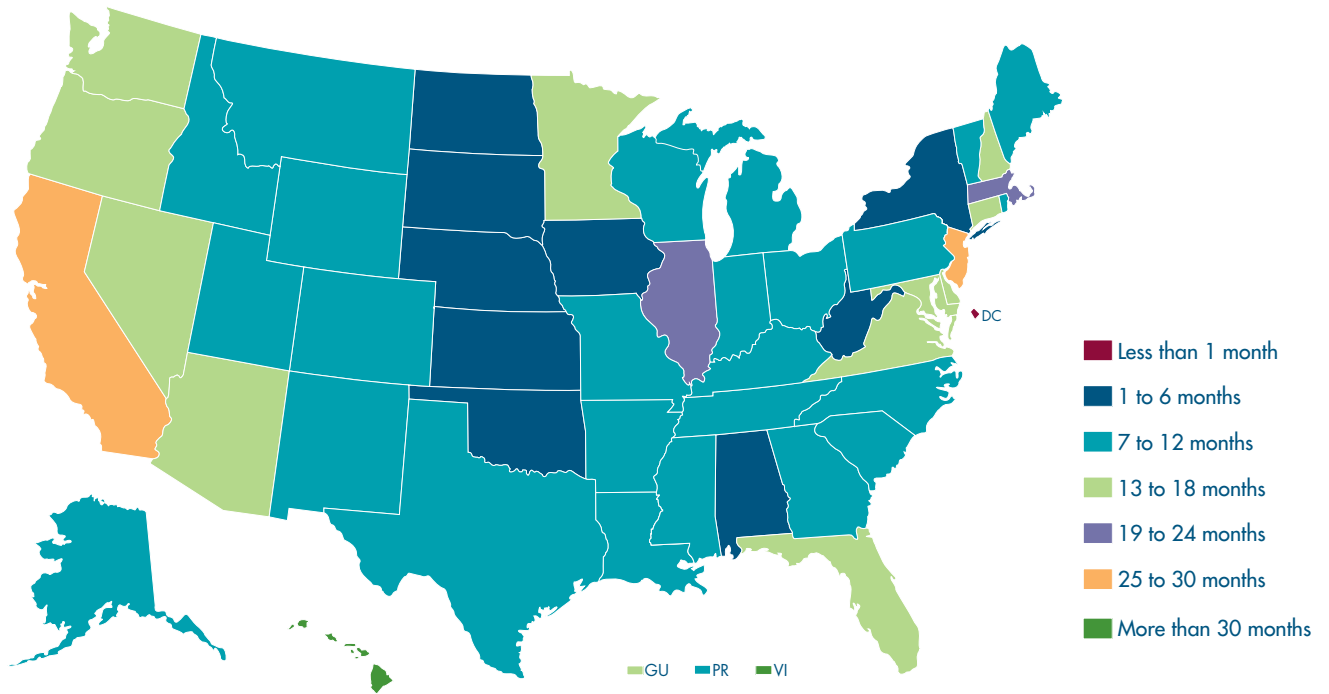 DC
Less than 1 month
1 to 6 months
7 to 12 months
13 to 18 months
19 to 24 months
25 to 30 months
More than 30 months
GU PR VI